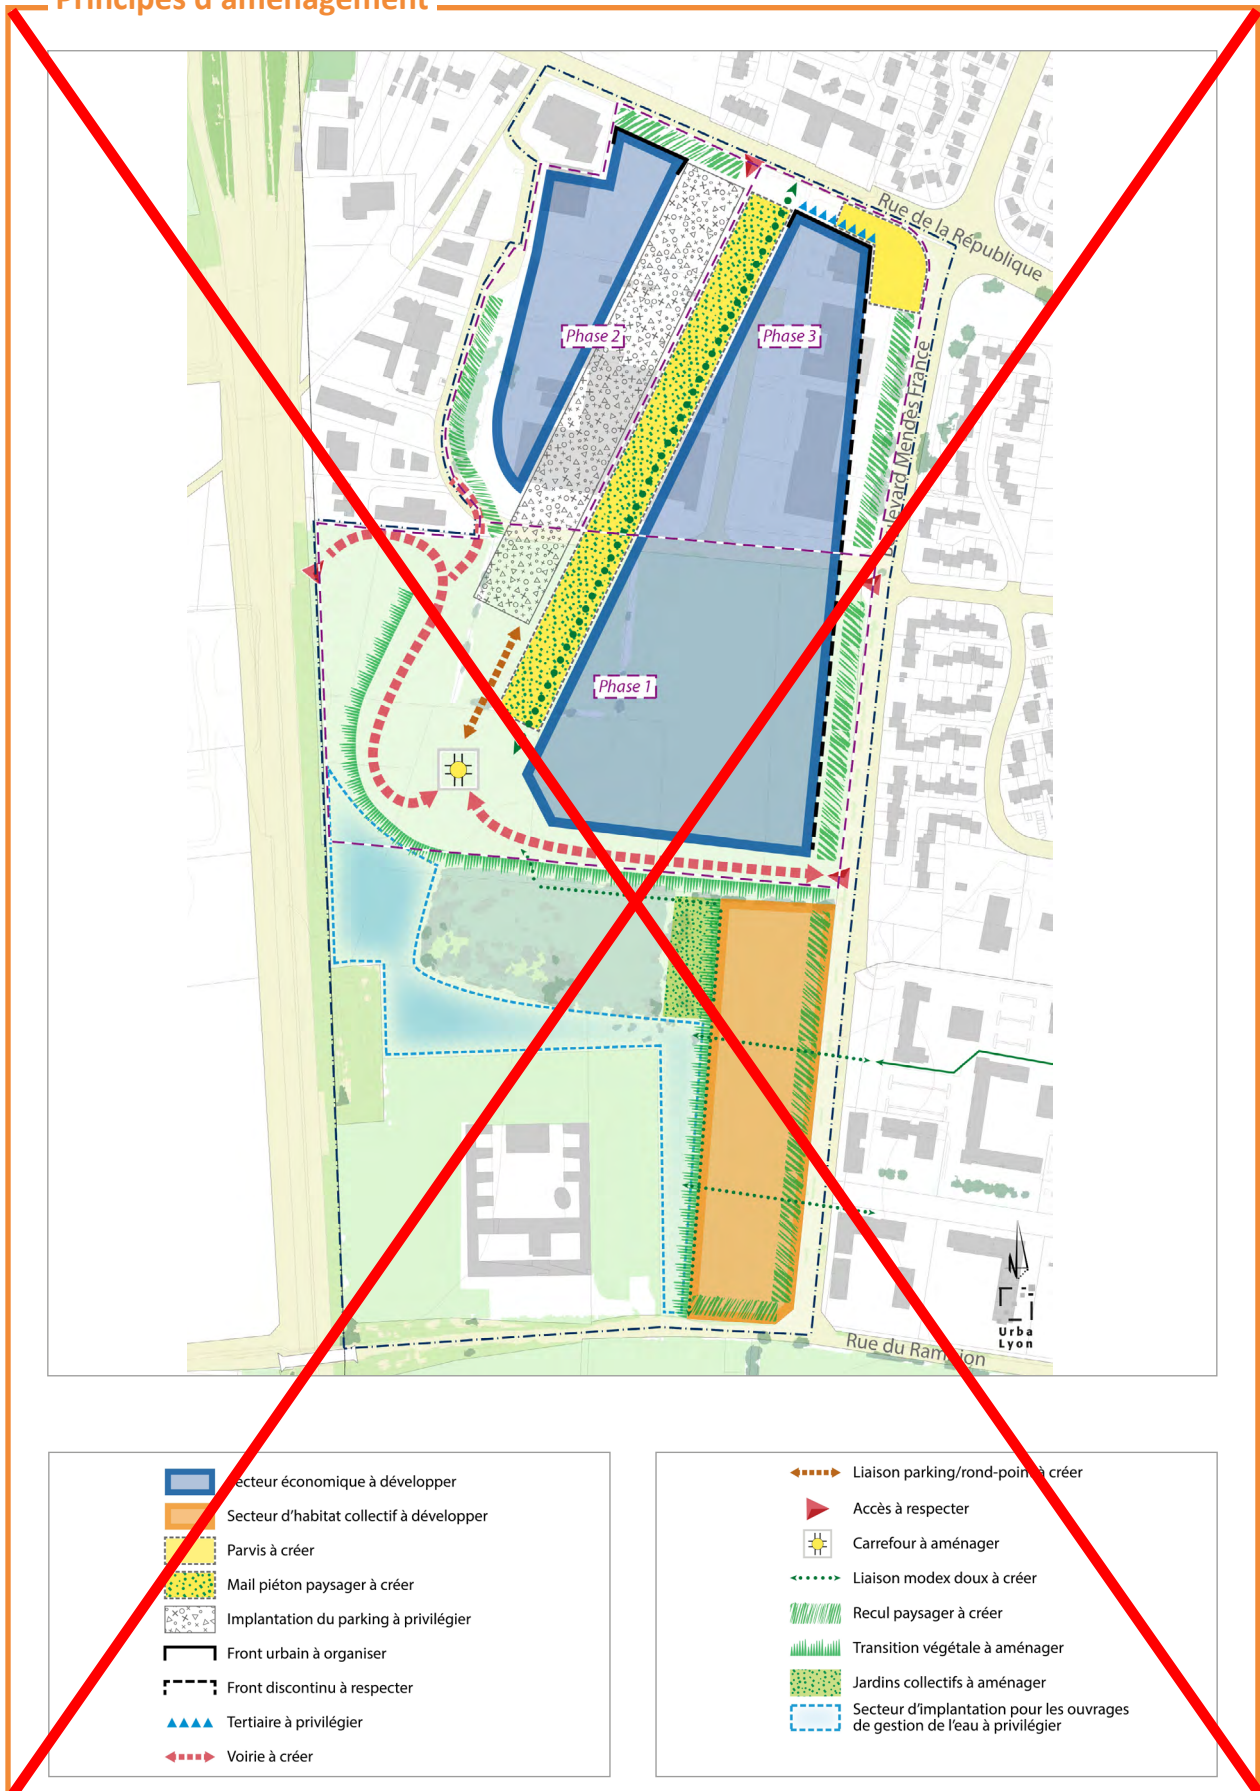 Principes d'aménagement
Rue de la République
Phase 2
Phase 3
Boulevard Mendès France
Phase 1
N
Urba
Lyon
Rue du Ramsion
Secteur économique à développer
Secteur d'habitat collectif à développer
Parvis à créer
Mail piéton paysager à créer
Implantation du parking à privilégier
Front urbain à organiser
Front discontinu à respecter
Tertiaire à privilégier
Voirie à créer
Liaison parking/rond-point à créer
Accès à respecter
Carrefour à aménager
Liaison modex doux à créer
Recul paysager à créer
Transition végétale à aménager
Jardins collectifs à aménager
Secteur d'implantation pour les ouvrages
de gestion de l'eau à privilégier